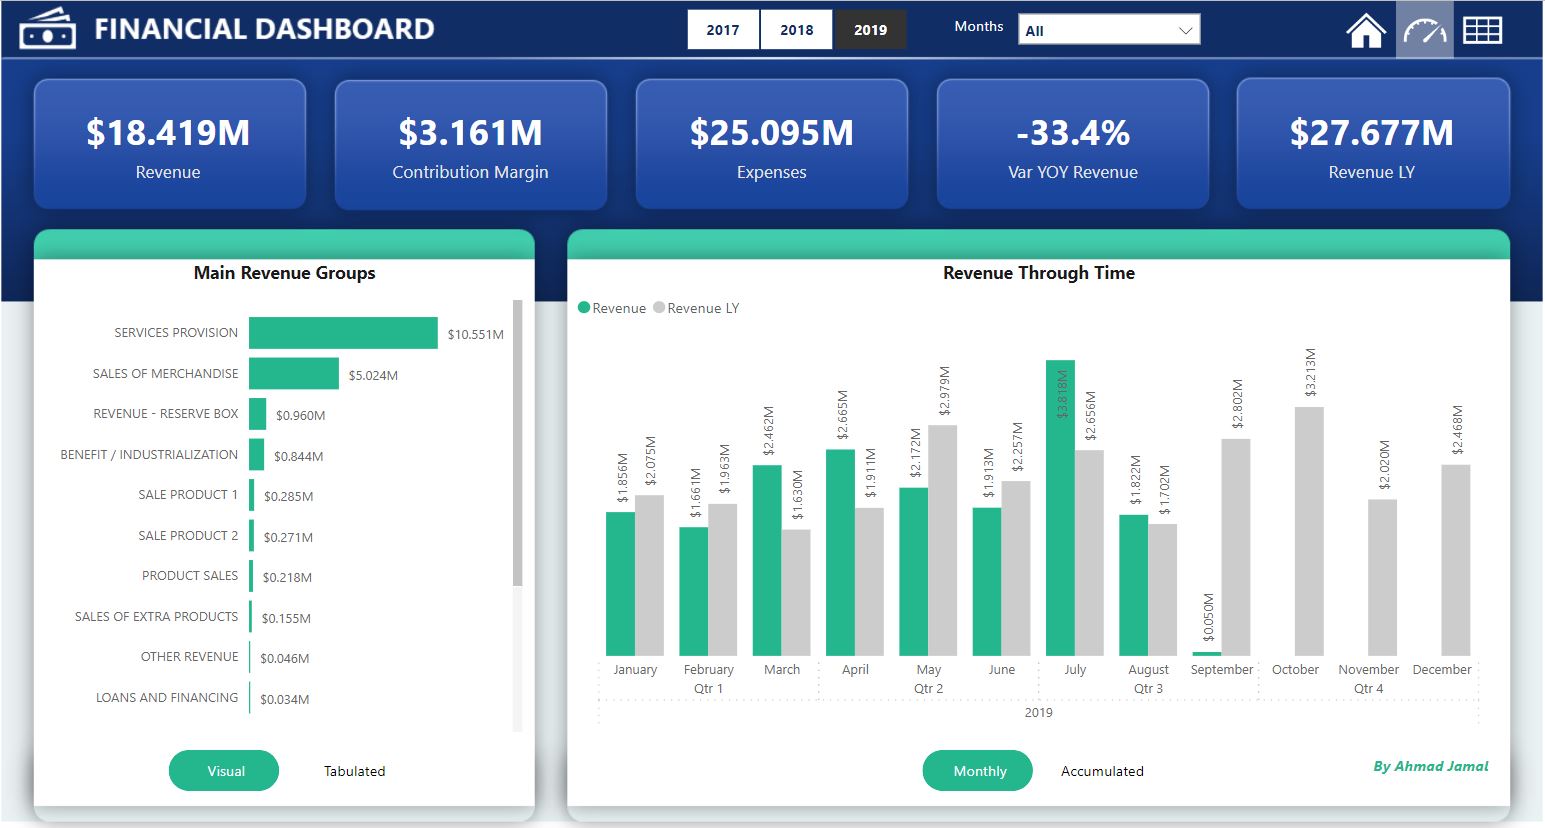 FINANCIAL DASHBOARD
2017 2018 2019
Months All
$18.419M
Revenue
$3.161M
Contribution Margin
$25.095M
Expenses
-33.4%
Var YOY Revenue
$27.677M
Revenue LY
Main Revenue Groups
SERVICES PROVISION $10.551M
SALES OF MERCHANDISE $5.024M
REVENUE - RESERVE BOX $0.960M
BENEFIT / INDUSTRIALIZATION $0.844M
SALE PRODUCT 1 $0.285M
SALE PRODUCT 2 $0.271M
PRODUCT SALES $0.218M
SALES OF EXTRA PRODUCTS $0.155M
OTHER REVENUE $0.046M
LOANS AND FINANCING $0.034M
Visual Tabulated
Revenue Through Time
Revenue Revenue LY
$1.856M $2.075M $1.661M $1.963M $2.462M $1.630M $2.665M $1.911M $2.172M $2.979M $1.913M $2.257M $3.818M $2.656M $1.822M $1.702M $0.050M $2.802M $3.213M $2.020M $2.468M
January February March April May June July August September October November December
Qtr 1 Qtr 2 Qtr 3 Qtr 4
2019
Monthly Accumulated
By Ahmad Jamal